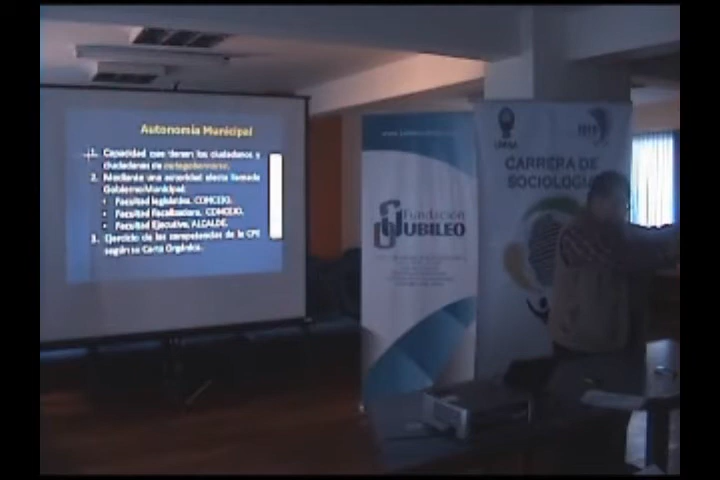 Autonomía Municipal
1. Capacidad que tienen los ciudadanos y
ciudadanas de autogobernarse.
2. Mediante una autoridad electa llamada
Gobierno Municipal:
• Facultad legislativa, CONCEJO.
• Facultad Fiscalizadora, CONCEJO.
• Facultad Ejecutiva, ALCALDE.
3. Ejercicio de las competencias de la CPE
según su Carta Orgánica.
Fundación
JUBILEO
UMSA
CARRERA DE
SOCIOLOGÍA